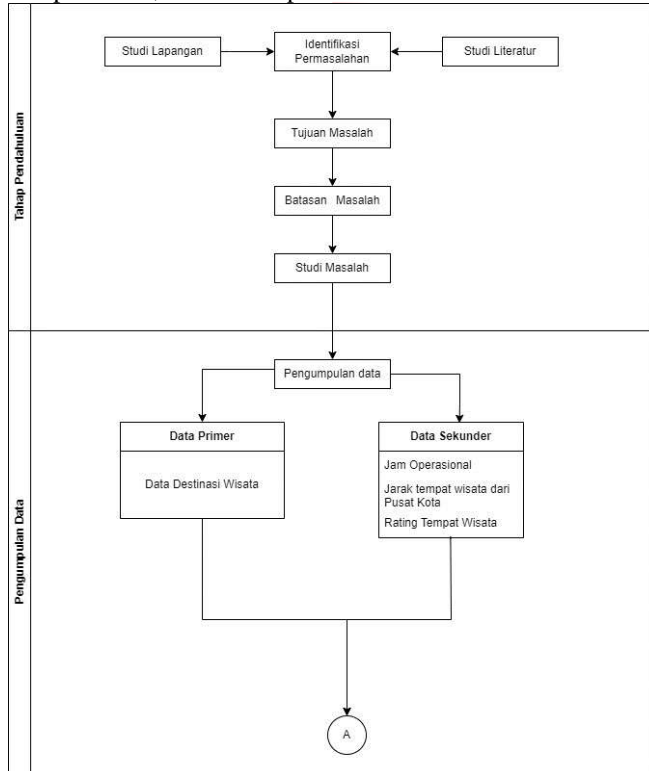 Tahap Pendahuluan
Studi Lapangan
Identifikasi
Permasalahan
Studi Literatur
Tujuan Masalah
Batasan Masalah
Studi Masalah
Pengumpulan Data
Pengumpulan data
Data Primer
Data Destinasi Wisata
Data Sekunder
Jam Operasional
Jarak tempat wisata dari
Pusat Kota
Rating Tempat Wisata
A